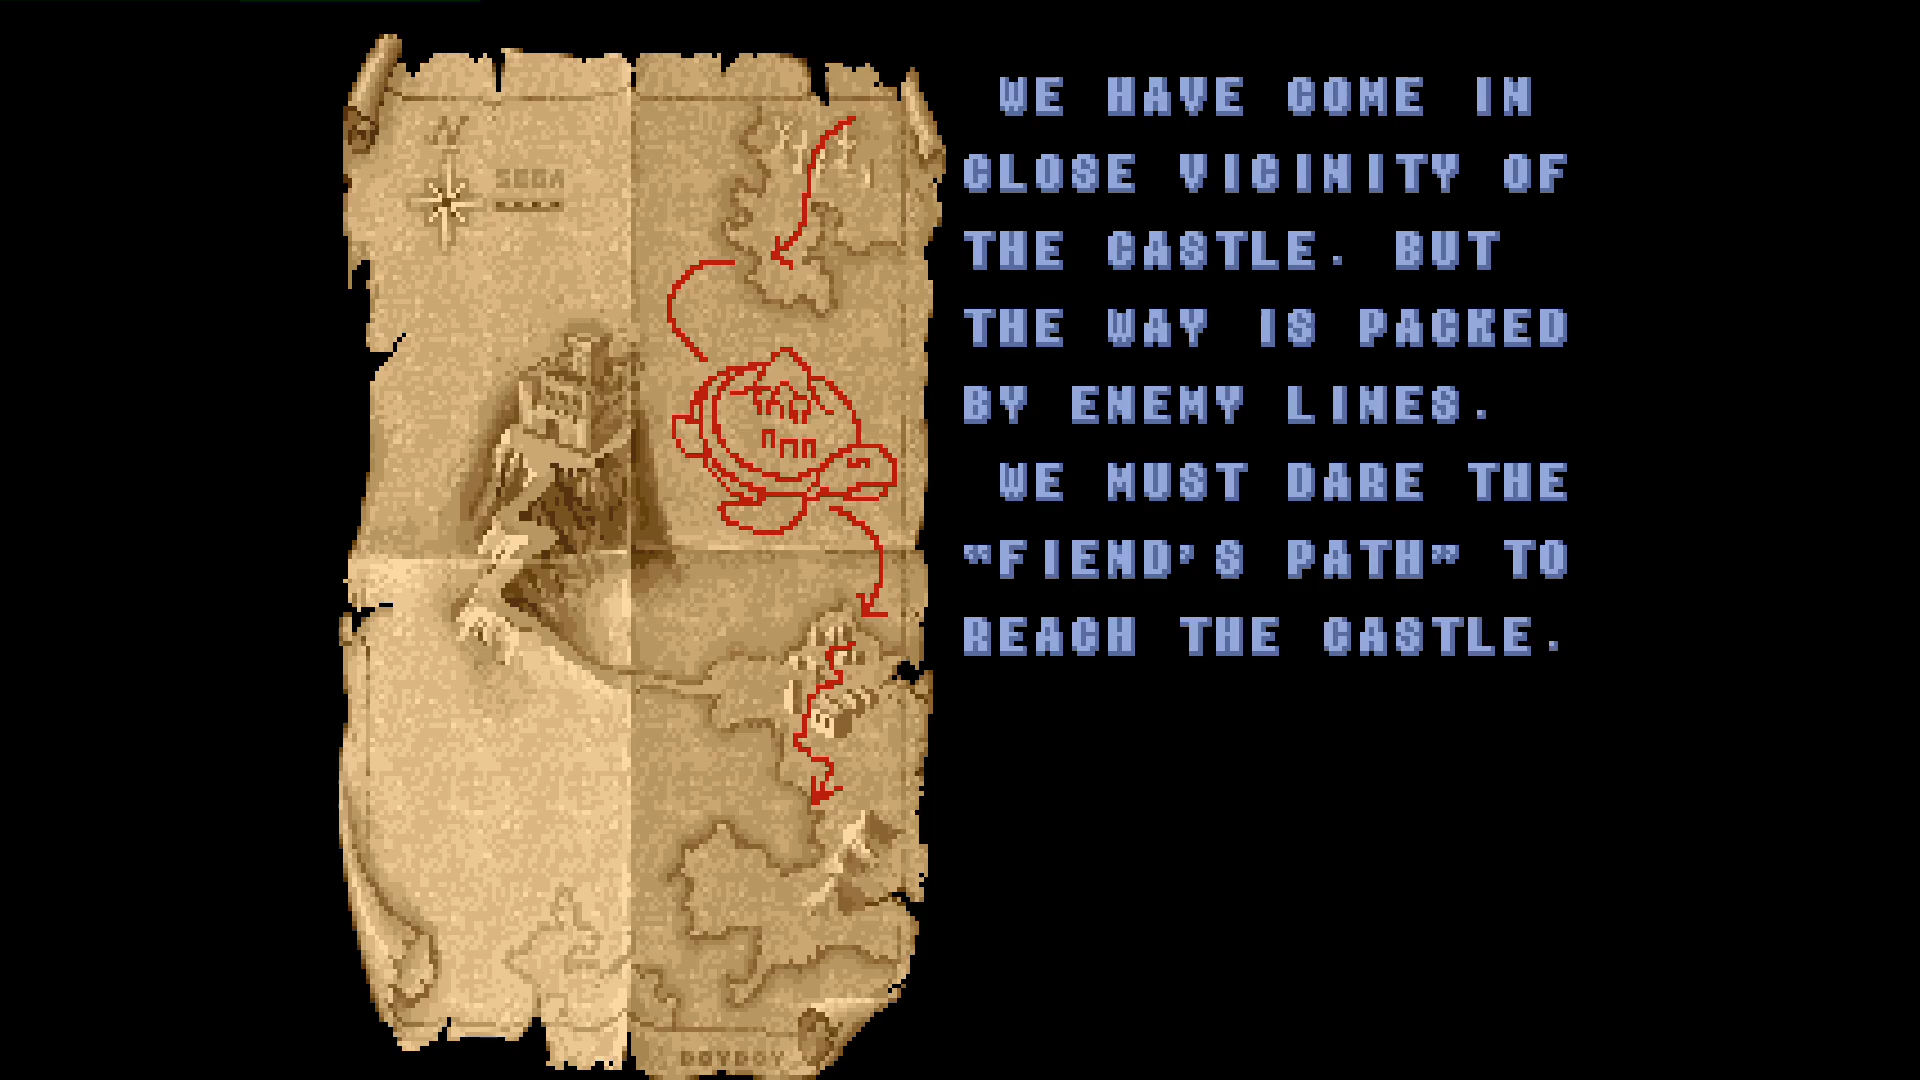 N
SEGA
WE HAVE COME IN
CLOSE VICINITY OF
THE CASTLE. BUT
THE WAY IS PACKED
BY ENEMY LINES.
WE MUST DARE THE
"FIEND'S PATH" TO
REACH THE CASTLE.